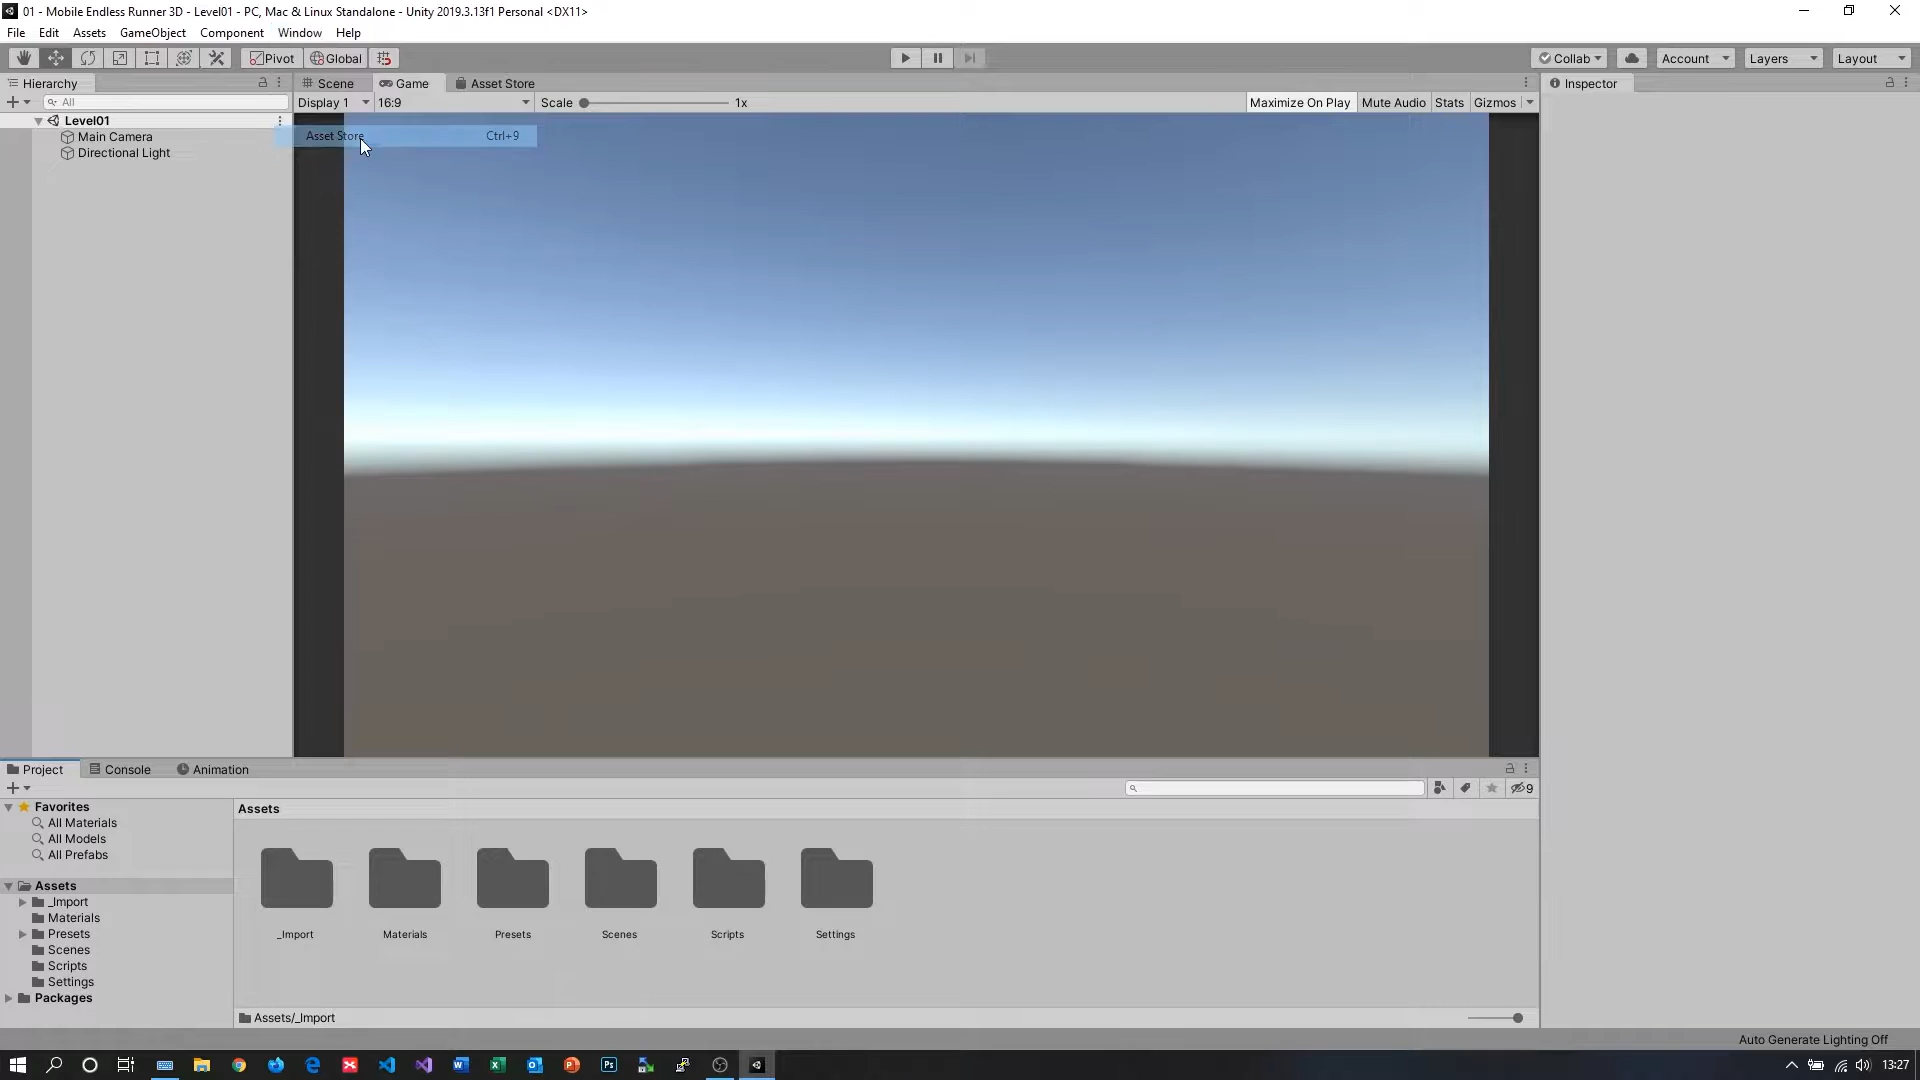 01 - Mobile Endless Runner 3D - Level01 - PC, Mac & Linux Standalone - Unity 2019.3.13f1 Personal <DX11>
File Edit Assets GameObject Component Window Help
Pivot Global Collab Account Layers Layout
Hierarchy Scene Game Asset Store Inspector
All Display 1 16:9 Scale 1x Maximize On Play Mute Audio Stats Gizmos
Level01
Asset Store Ctrl+9
Main Camera
Directional Light
Project Console Animation
9
Favorites
All Materials
All Models
All Prefabs
Assets
_Import
Materials
Presets
Scenes
Scripts
Settings
Packages
Assets
_Import Materials Presets Scenes Scripts Settings
Assets/_Import
Auto Generate Lighting Off
13:27